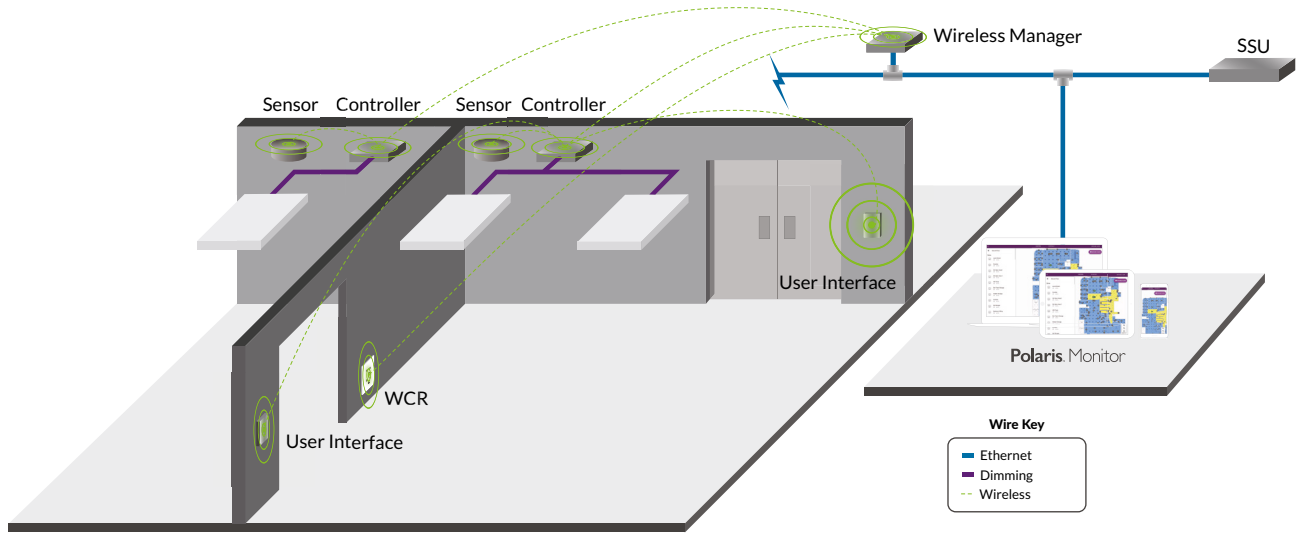 Wireless Manager
SSU
Sensor
Controller
Sensor
Controller
User Interface
WCR
User Interface
Polaris. Monitor
Wire Key
Ethernet
Dimming
Wireless